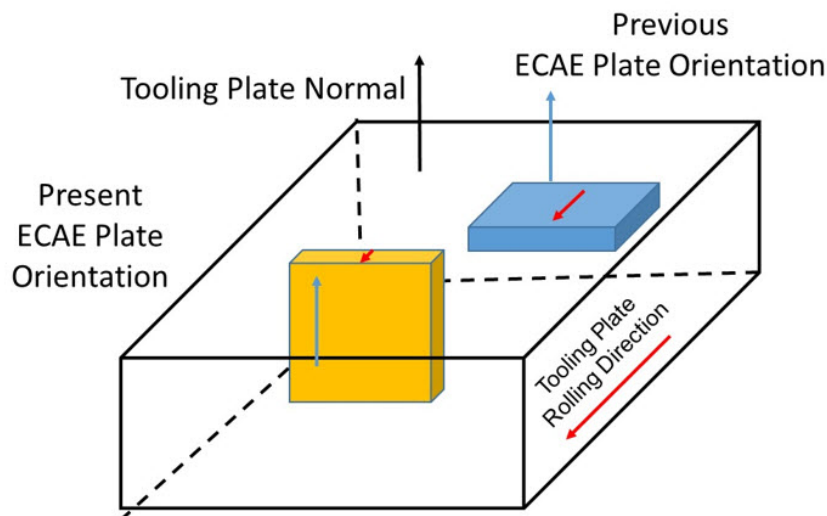 Previous
ECAE Plate Orientation
Tooling Plate Normal
Present
ECAE Plate
Orientation
Tooling Plate
Rolling Direction